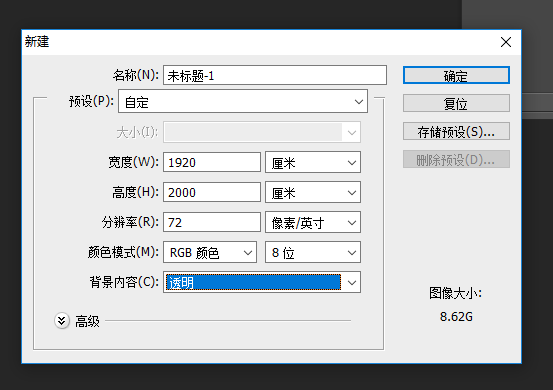 新建
名称(N): 未标题-1
确定
预设(P): 自定
复位
大小(I):
存储预设(S)...
宽度(W): 1920 厘米
删除预设(D)...
高度(H): 2000 厘米
分辨率(R): 72 像素/英寸
颜色模式(M): RGB 颜色 8 位
背景内容(C): 透明
图像大小:
8.62G
高级